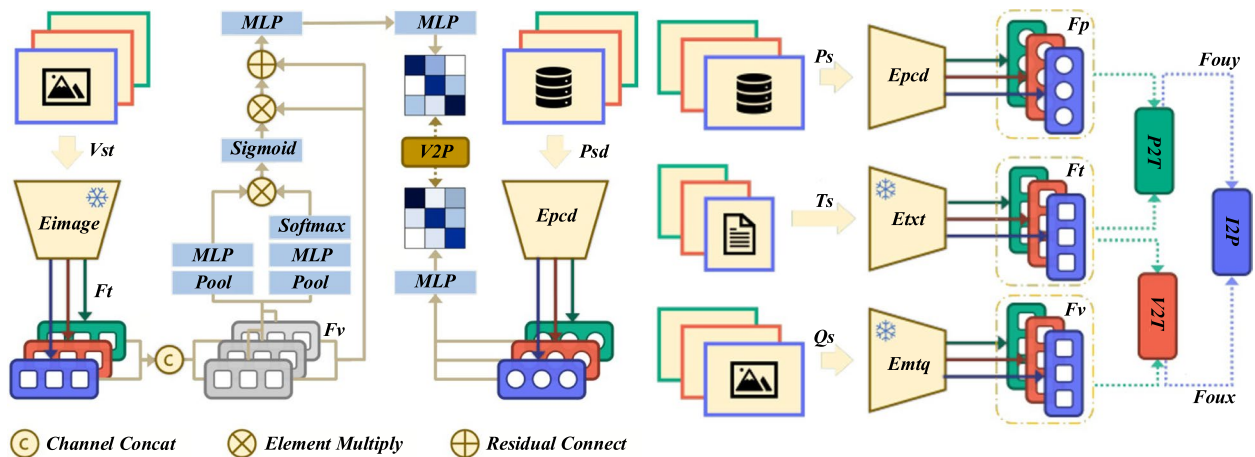 MLP
MLP
Vst
Sigmoid
V2P
Psd
Eimage
Softmax
Epcd
MLP
MLP
Pool
Pool
MLP
Ft
Fv
C
C Channel Concat
Element Multiply
Residual Connect
Ps
Epcd
Fp
Fouy
P2T
Ts
Etxt
Ft
I2P
Qs
Emtq
Fv
V2T
Foux